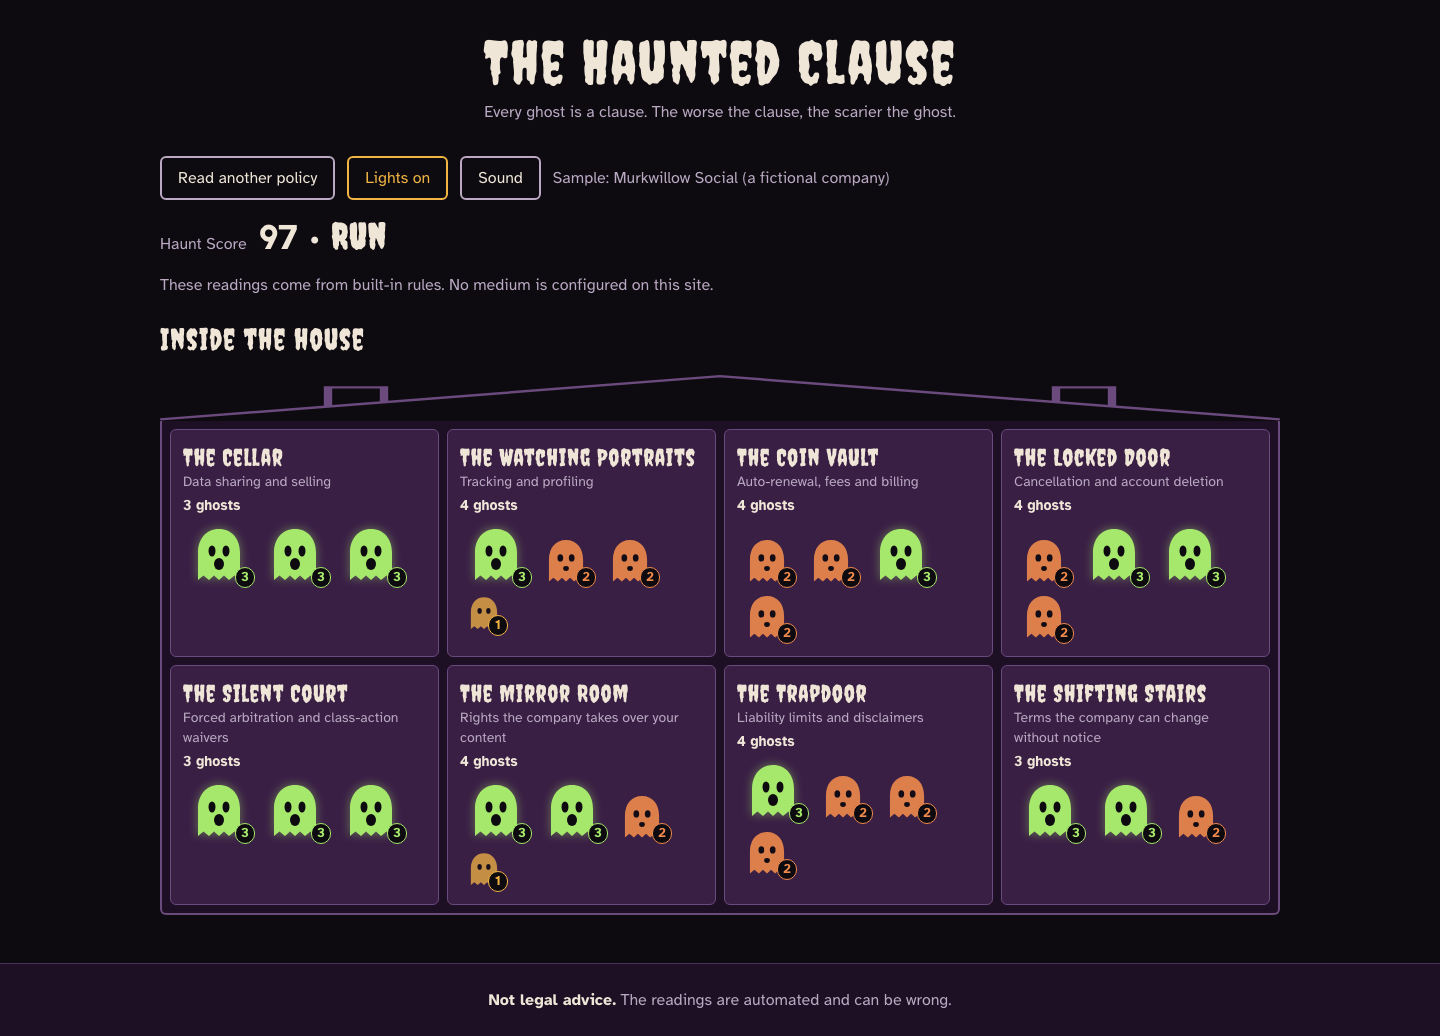 THE HAUNTED CLAUSE
Every ghost is a clause. The worse the clause, the scarier the ghost.
Read another policy
Lights on
Sound
Sample: Murkwillow Social (a fictional company)
Haunt Score 97 · RUN
These readings come from built-in rules. No medium is configured on this site.
INSIDE THE HOUSE
THE CELLAR
Data sharing and selling
3 ghosts
3 3 3
THE WATCHING PORTRAITS
Tracking and profiling
4 ghosts
3 2 2
1
THE COIN VAULT
Auto-renewal, fees and billing
4 ghosts
2 2 3
2
THE LOCKED DOOR
Cancellation and account deletion
4 ghosts
2 3 3
2
THE SILENT COURT
Forced arbitration and class-action
waivers
3 ghosts
3 3 3
THE MIRROR ROOM
Rights the company takes over your
content
4 ghosts
3 3 2
1
THE TRAPDOOR
Liability limits and disclaimers
4 ghosts
3 2 2
2
THE SHIFTING STAIRS
Terms the company can change
without notice
3 ghosts
3 3 2
Not legal advice. The readings are automated and can be wrong.